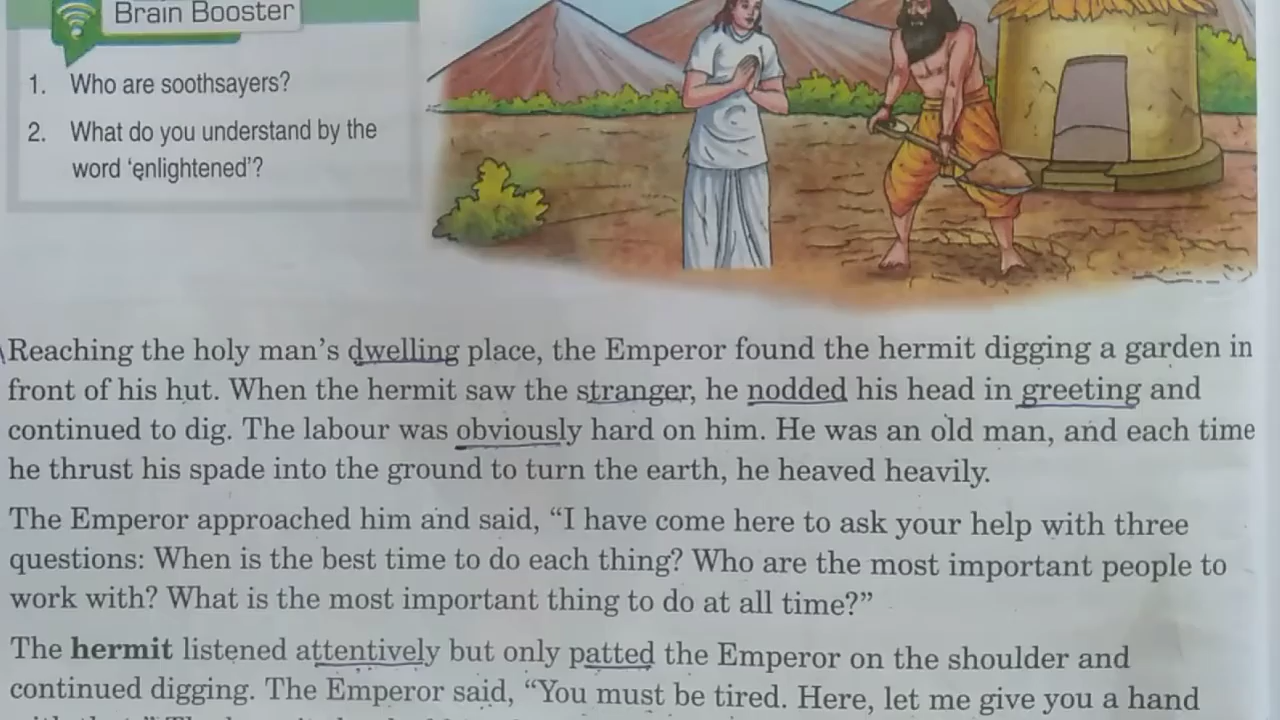 Brain Booster
1. Who are soothsayers?
2. What do you understand by the
word ‘enlightened’?
Reaching the holy man’s dwelling place, the Emperor found the hermit digging a garden in
front of his hut. When the hermit saw the stranger, he nodded his head in greeting and
continued to dig. The labour was obviously hard on him. He was an old man, and each time
he thrust his spade into the ground to turn the earth, he heaved heavily.
The Emperor approached him and said, “I have come here to ask your help with three
questions: When is the best time to do each thing? Who are the most important people to
work with? What is the most important thing to do at all time?”
The hermit listened attentively but only patted the Emperor on the shoulder and
continued digging. The Emperor said, “You must be tired. Here, let me give you a hand